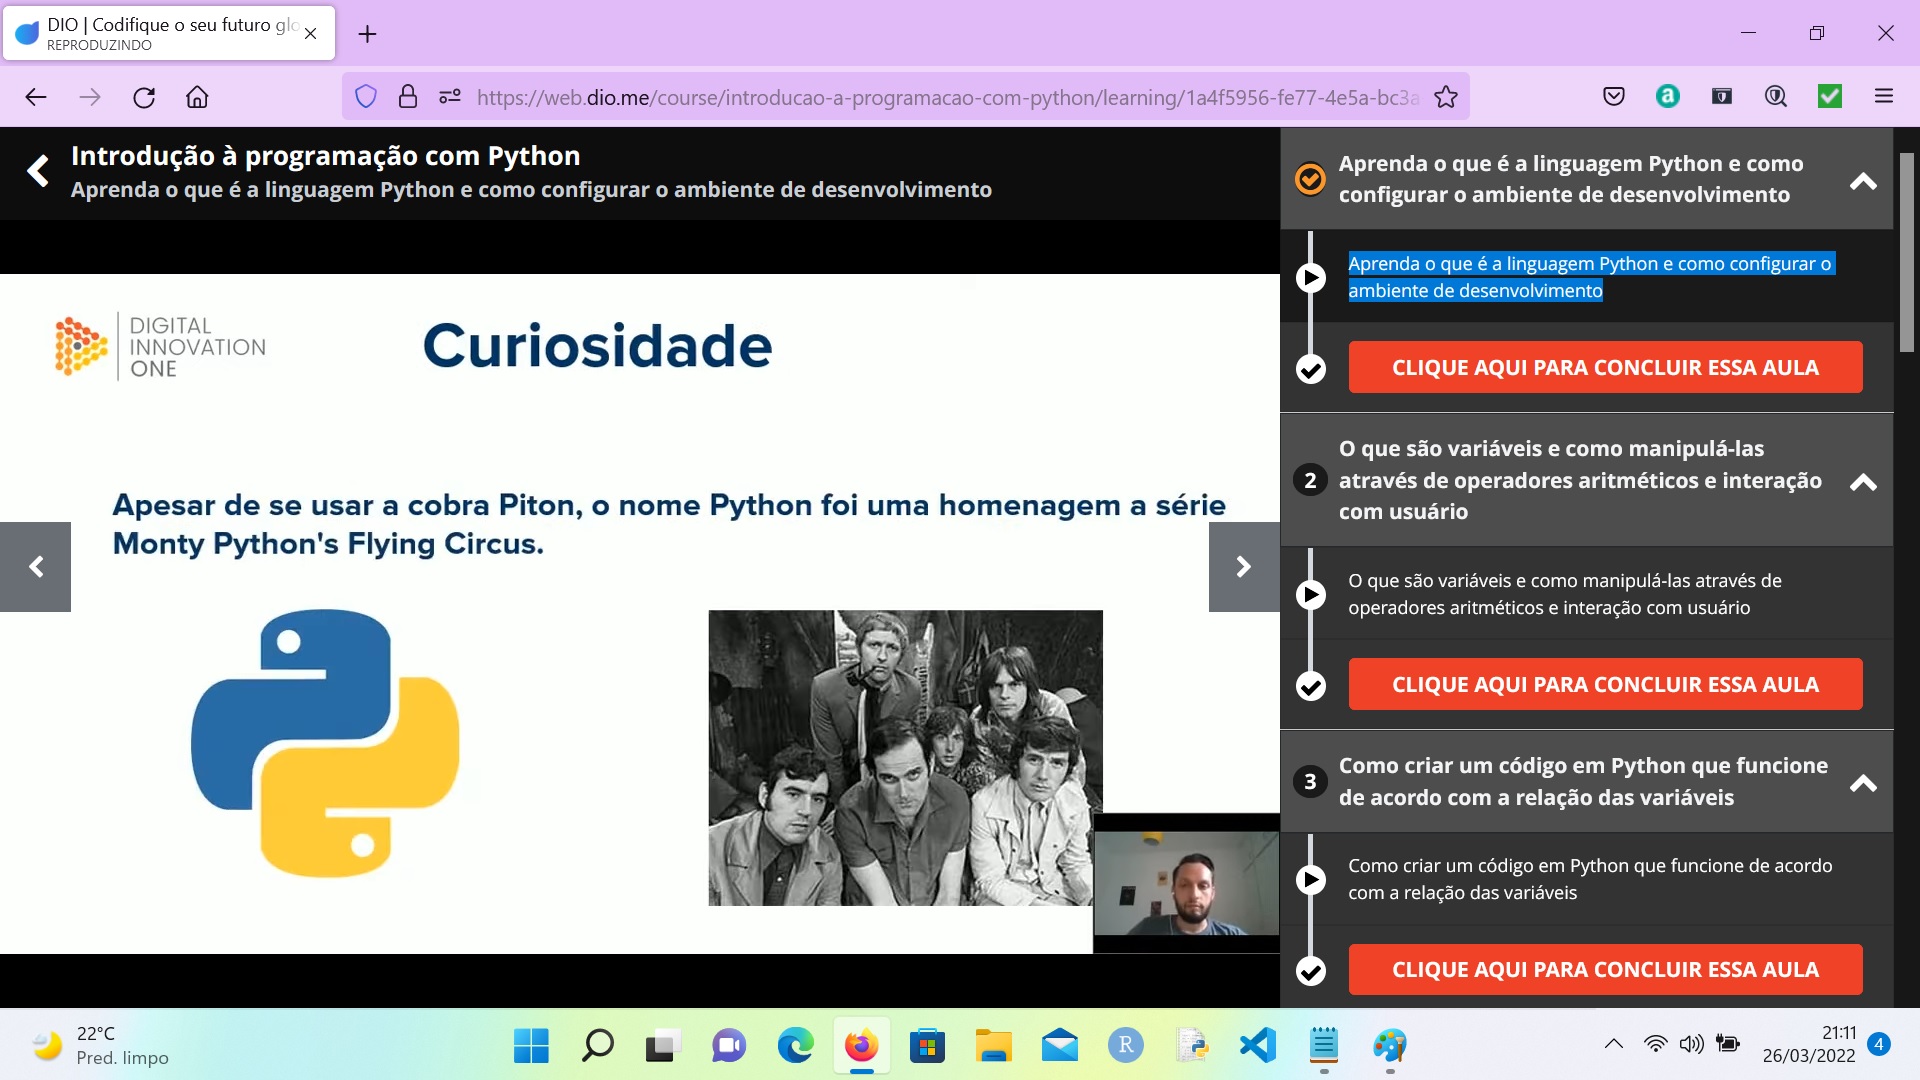 DIO | Codifique o seu futuro glo
REPRODUZINDO
https://web.dio.me/course/introducao-a-programacao-com-python/learning/1a4f5956-fe77-4e5a-bc3a
Introdução à programação com Python
Aprenda o que é a linguagem Python e como configurar o ambiente de desenvolvimento
DIGITAL
INNOVATION
ONE
Curiosidade
Apesar de se usar a cobra Piton, o nome Python foi uma homenagem a série
Monty Python's Flying Circus.
Aprenda o que é a linguagem Python e como
configurar o ambiente de desenvolvimento
Aprenda o que é a linguagem Python e como configurar o
ambiente de desenvolvimento
CLIQUE AQUI PARA CONCLUIR ESSA AULA
2
O que são variáveis e como manipulá-las
através de operadores aritméticos e interação
com usuário
O que são variáveis e como manipulá-las através de
operadores aritméticos e interação com usuário
CLIQUE AQUI PARA CONCLUIR ESSA AULA
3
Como criar um código em Python que funcione
de acordo com a relação das variáveis
Como criar um código em Python que funcione de acordo
com a relação das variáveis
CLIQUE AQUI PARA CONCLUIR ESSA AULA
22°C
Pred. limpo
R
21:11
26/03/2022
4